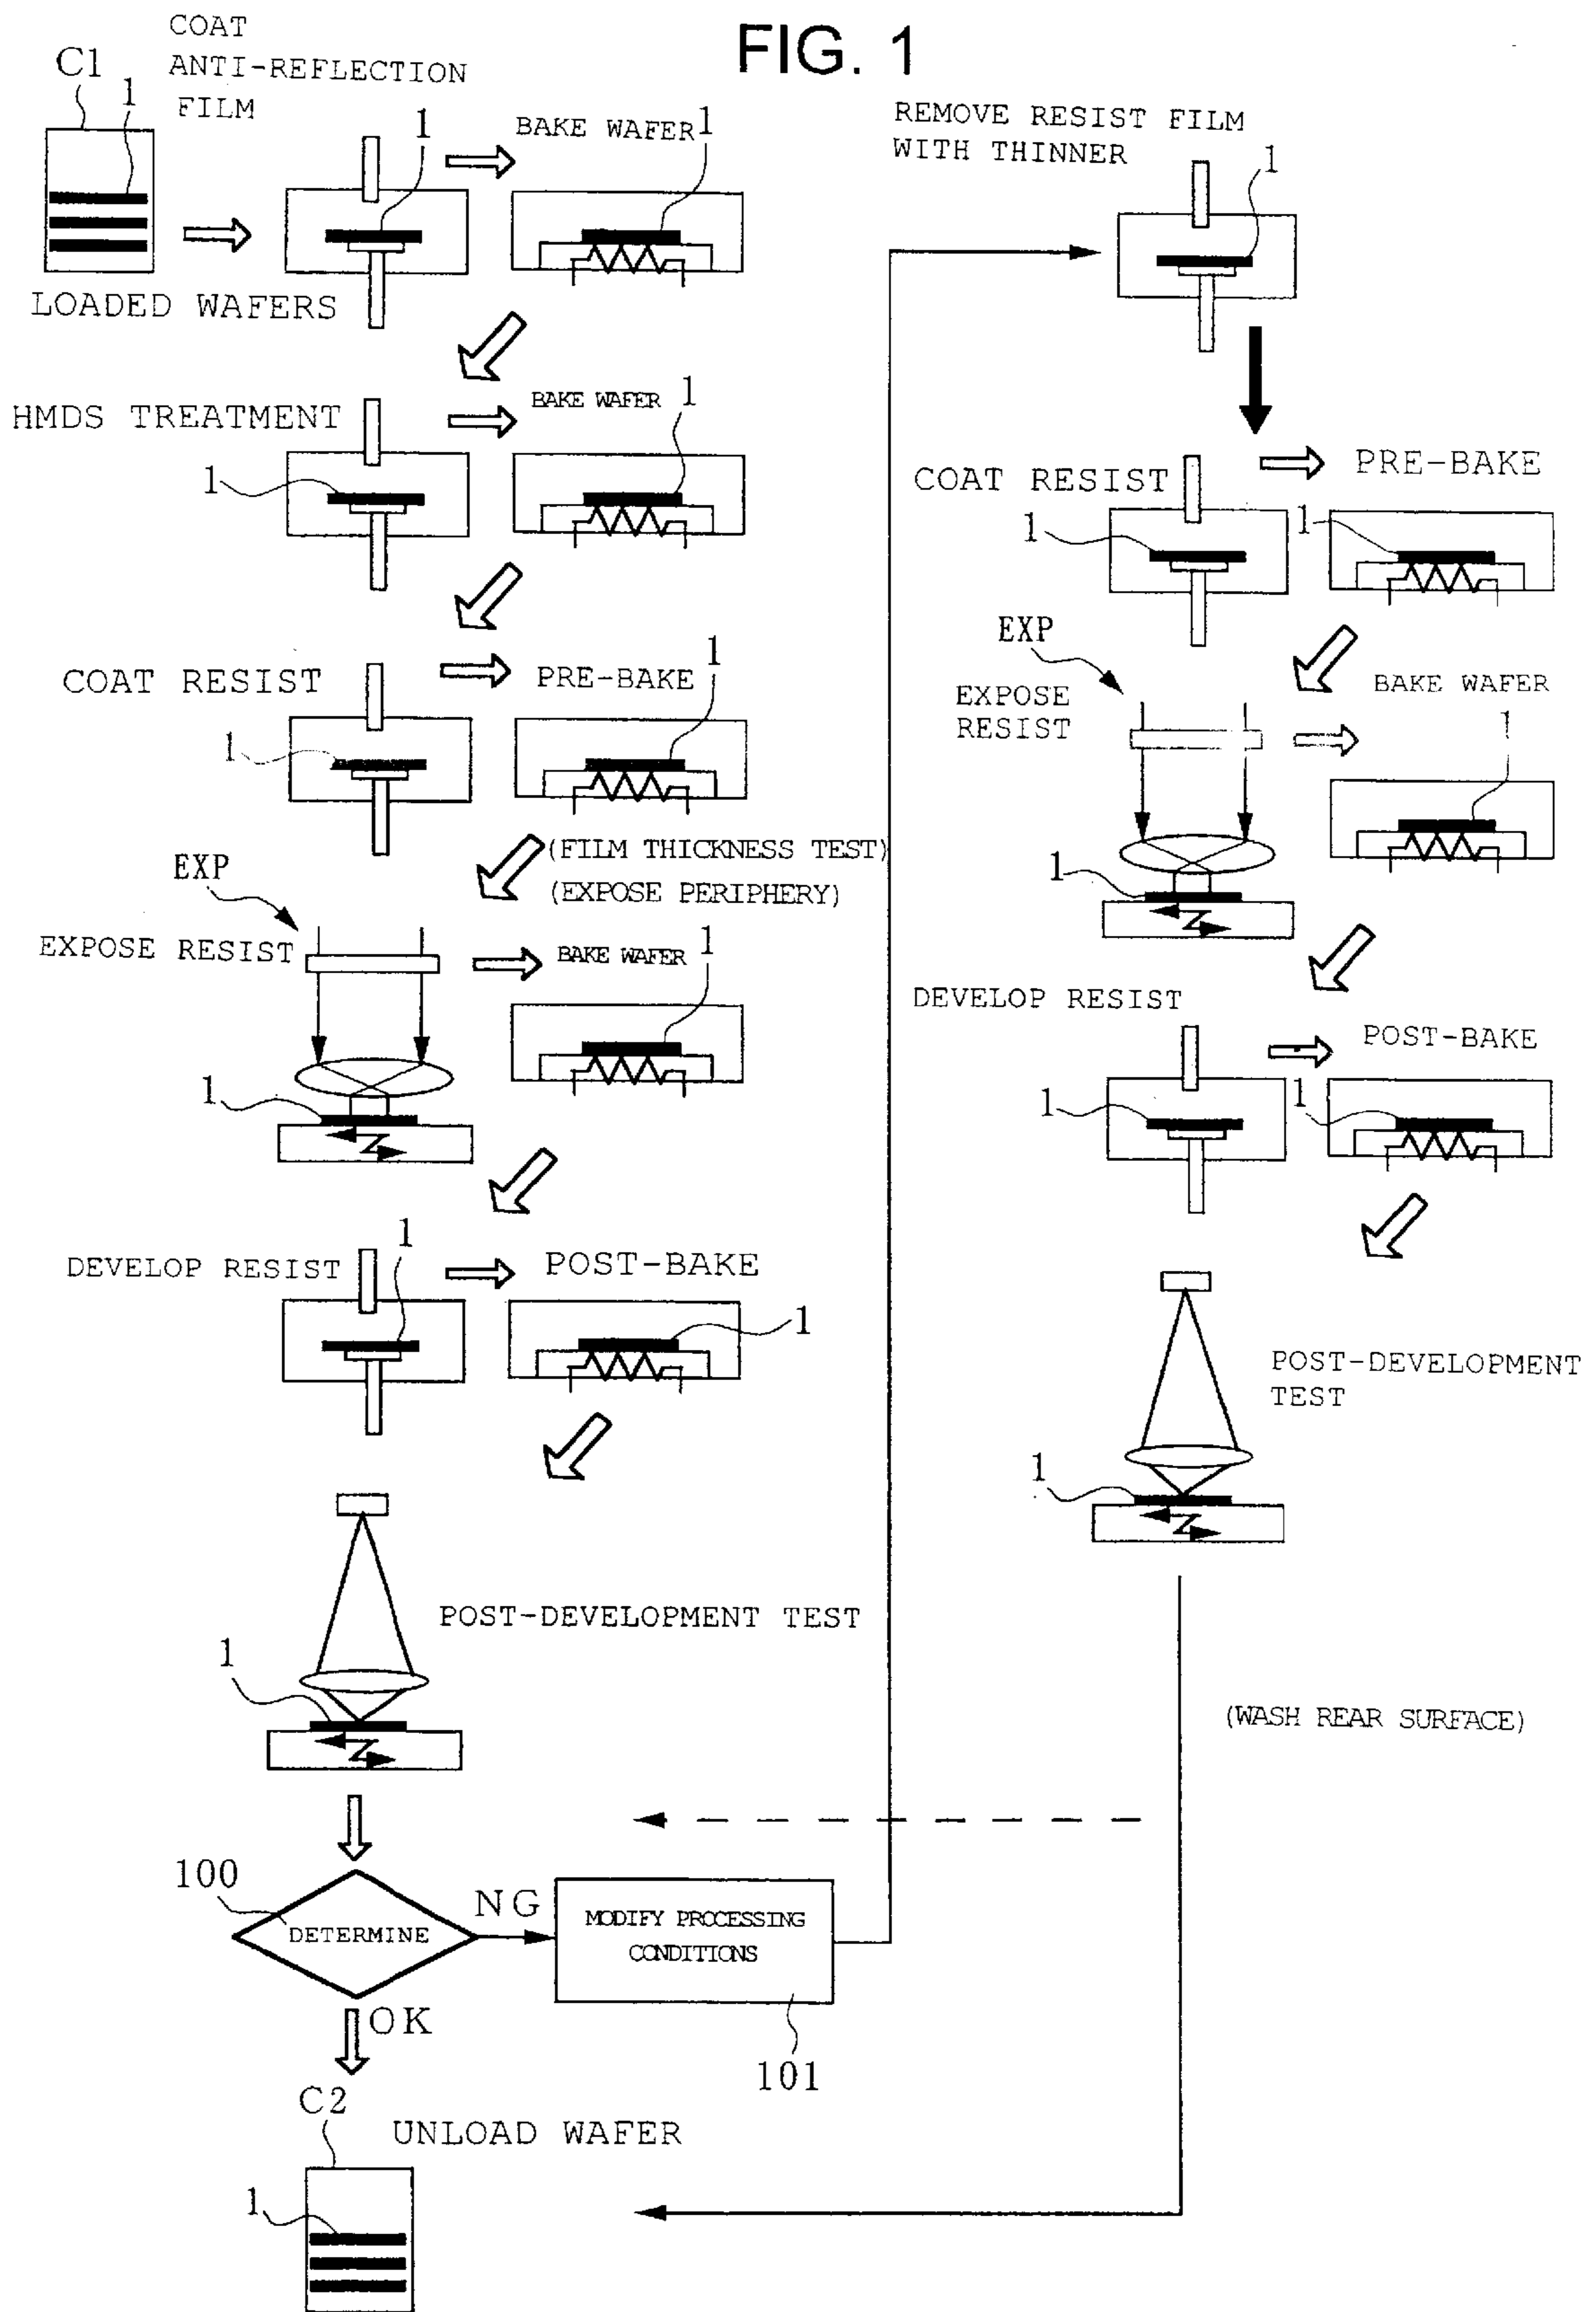 FIG. 1
COAT
ANTI-REFLECTION
FILM
C1
1
1
BAKE WAFER
1
LOADED WAFERS
HMDS TREATMENT
BAKE WAFER
1
1
COAT RESIST
PRE-BAKE
1
1
(FILM THICKNESS TEST)
(EXPOSE PERIPHERY)
EXP
EXPOSE RESIST
BAKE WAFER
1
1
DEVELOP RESIST
1
POST-BAKE
1
POST-DEVELOPMENT TEST
1
100
DETERMINE
NG
MODIFY PROCESSING
CONDITIONS
101
OK
C2
UNLOAD WAFER
1
REMOVE RESIST FILM
WITH THINNER
1
COAT RESIST
PRE-BAKE
1
1
EXP
EXPOSE
RESIST
BAKE WAFER
1
1
DEVELOP RESIST
POST-BAKE
1
1
POST-DEVELOPMENT
TEST
1
(WASH REAR SURFACE)